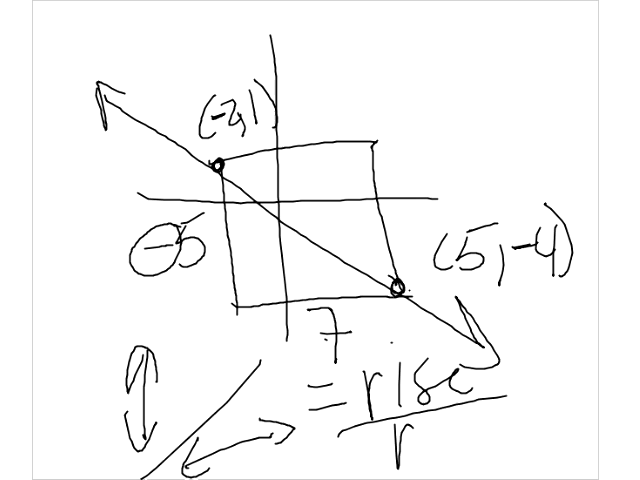 (-2,1)
-5
(5,-4)
7
= rise
r